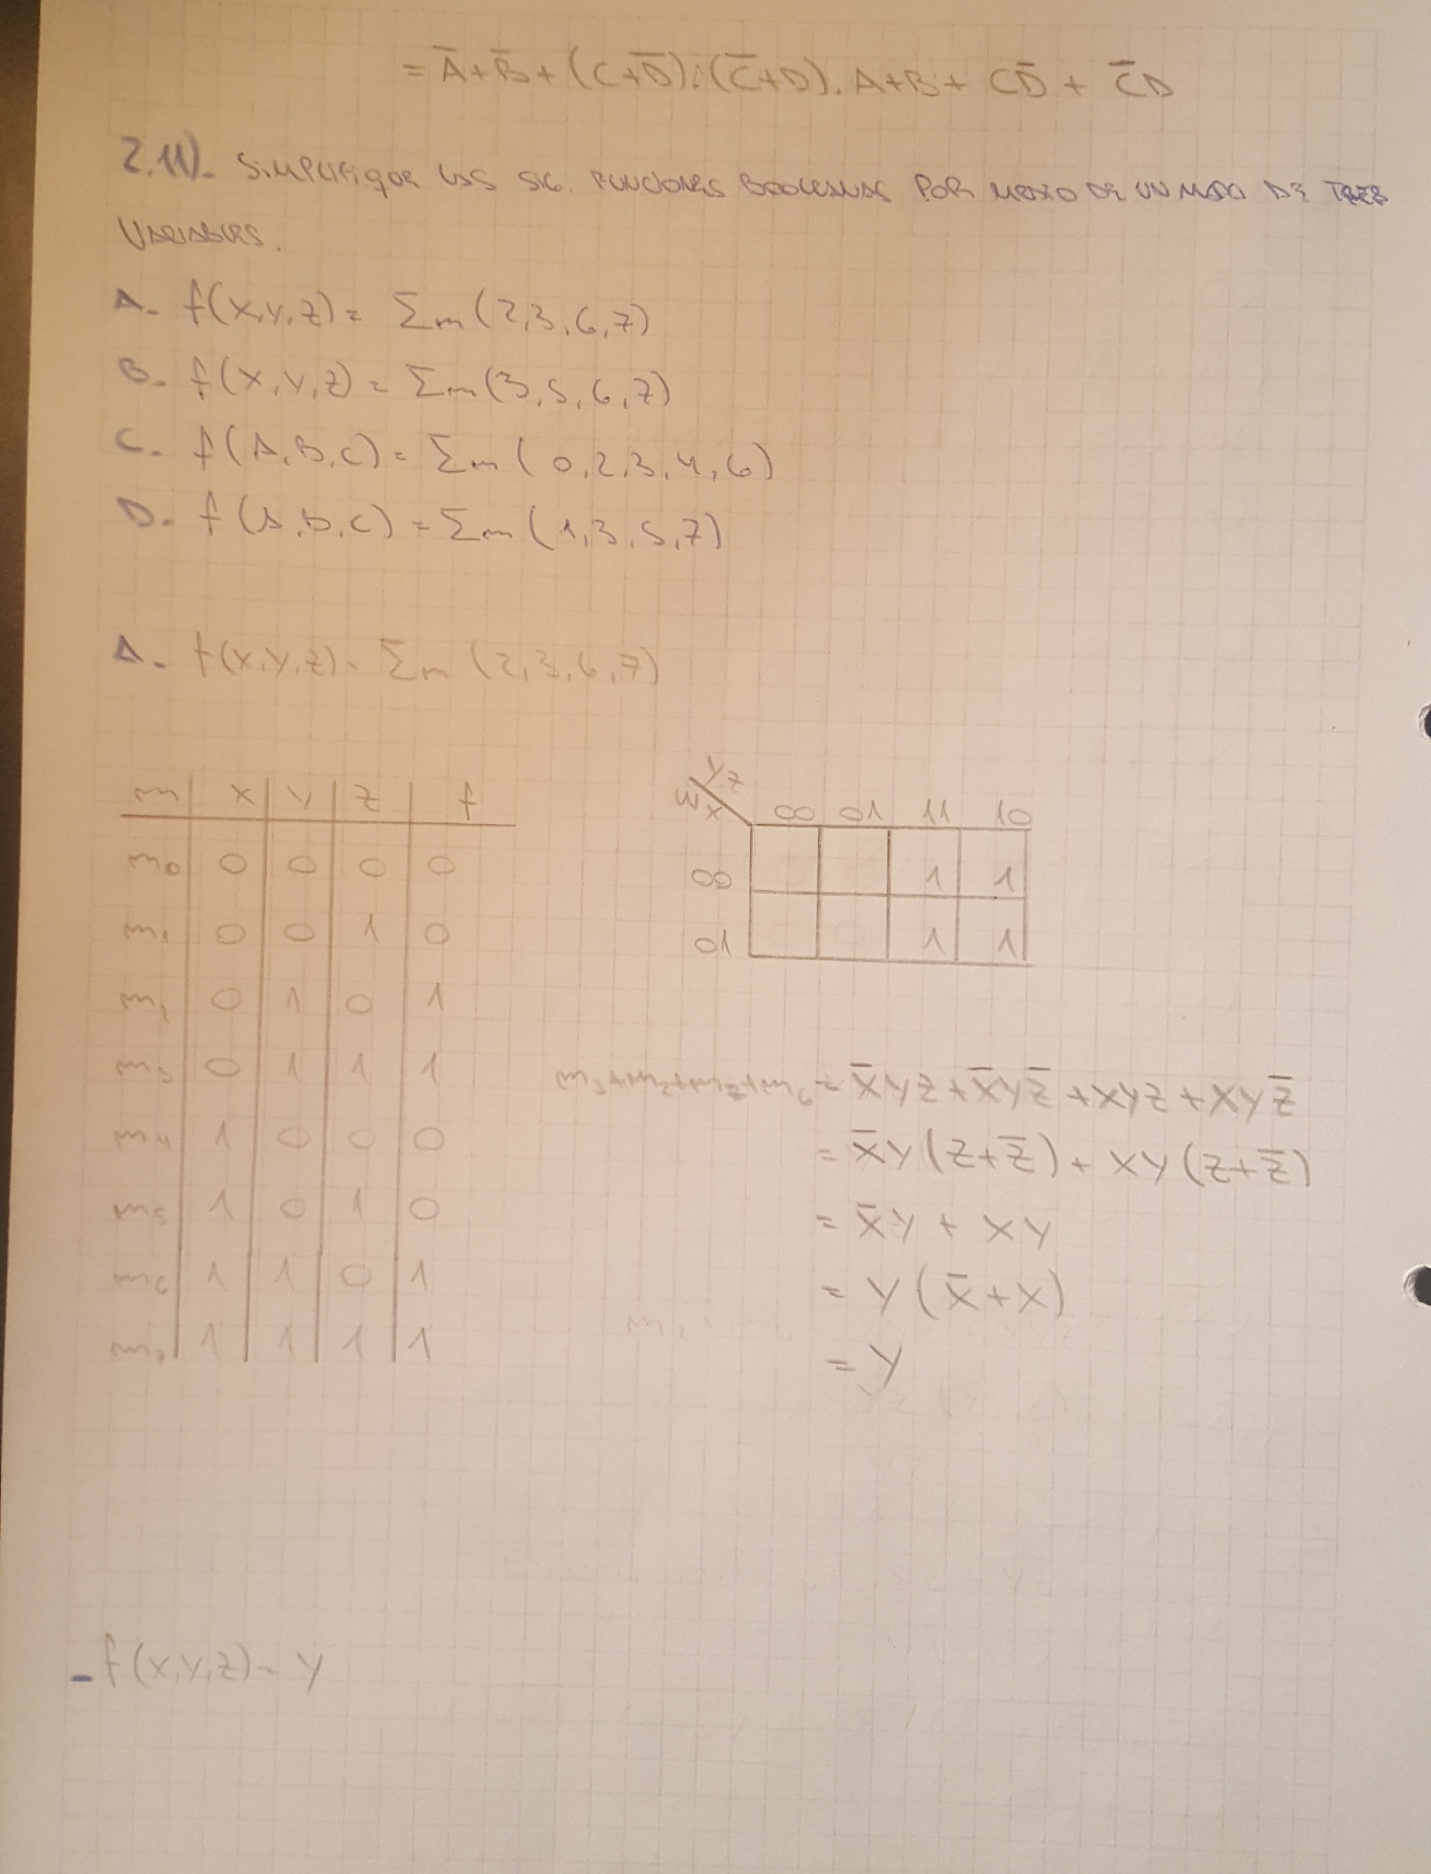 = A̅+B̅+(C+D̅).(C̅+D). A+B+ CD̅ + C̅D
2.11)- SIMPLIFIQUE LAS SIG. FUNCIONES BOOLEANAS POR MEDIO DE UN MAPA DE TRES
VARIABLES.
A- f(X,Y,Z)= Σm(2,3,6,7)
B- f(X,Y,Z)= Σm(3,5,6,7)
C- f(A,B,C)= Σm(0,2,3,4,6)
D- f(A,B,C)=Σm(1,3,5,7)
A- f(X,Y,Z)= Σm(2,3,6,7)
m X Y Z f
m0 0 0 0 0
m1 0 0 1 0
m2 0 1 0 1
m3 0 1 1 1
m4 1 0 0 0
m5 1 0 1 0
m6 1 1 0 1
m7 1 1 1 1
YZ
WX 00 01 11 10
00 1 1
01 1 1
m3+m2+m7+m6 = X̅YZ+X̅YZ̅+XYZ+XYZ̅
= X̅Y(Z+Z̅)+XY(Z+Z̅)
= X̅Y + XY
= Y(X̅+X)
= Y
- f(X,Y,Z)= Y